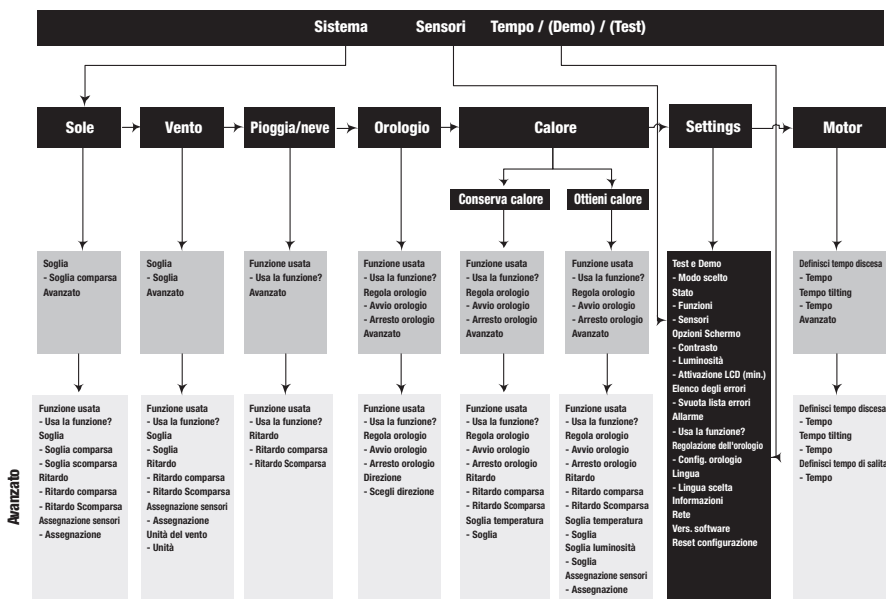 Sistema Sensori Tempo / (Demo) / (Test)
Sole
Vento
Pioggia/neve
Orologio
Calore
Settings
Motor
Conserva calore
Ottieni calore
Soglia
- Soglia comparsa
Avanzato
Soglia
- Soglia
Avanzato
Funzione usata
- Usa la funzione?
Avanzato
Funzione usata
- Usa la funzione?
Regola orologio
- Avvio orologio
- Arresto orologio
Avanzato
Funzione usata
- Usa la funzione?
Regola orologio
- Avvio orologio
- Arresto orologio
Avanzato
Funzione usata
- Usa la funzione?
Regola orologio
- Avvio orologio
- Arresto orologio
Avanzato
Test e Demo
- Modo scelto
Stato
- Funzioni
- Sensori
Opzioni Schermo
- Contrasto
- Luminosità
- Attivazione LCD (min.)
Elenco degli errori
- Svuota lista errori
Allarme
- Usa la funzione?
Regolazione dell'orologio
- Config. orologio
Lingua
- Lingua scelta
Informazioni
Rete
Vers. software
Reset configurazione
Definisci tempo discesa
- Tempo
Tempo tilting
- Tempo
Avanzato
Avanzato
Funzione usata
- Usa la funzione?
Soglia
- Soglia comparsa
- Soglia scomparsa
Ritardo
- Ritardo comparsa
- Ritardo Scomparsa
Assegnazione sensori
- Assegnazione
Funzione usata
- Usa la funzione?
Soglia
- Soglia
Ritardo
- Ritardo comparsa
- Ritardo Scomparsa
Assegnazione sensori
- Assegnazione
Unità del vento
- Unità
Funzione usata
- Usa la funzione?
Ritardo
- Ritardo comparsa
- Ritardo Scomparsa
Funzione usata
- Usa la funzione?
Regola orologio
- Avvio orologio
- Arresto orologio
Direzione
- Scegli direzione
Funzione usata
- Usa la funzione?
Regola orologio
- Avvio orologio
- Arresto orologio
Ritardo
- Ritardo comparsa
- Ritardo Scomparsa
Soglia temperatura
- Soglia
Funzione usata
- Usa la funzione?
Regola orologio
- Avvio orologio
- Arresto orologio
Ritardo
- Ritardo comparsa
- Ritardo Scomparsa
Soglia temperatura
- Soglia
Soglia luminosità
- Soglia
Assegnazione sensori
- Assegnazione
Definisci tempo discesa
- Tempo
Tempo tilting
- Tempo
Definisci tempo di salita
- Tempo